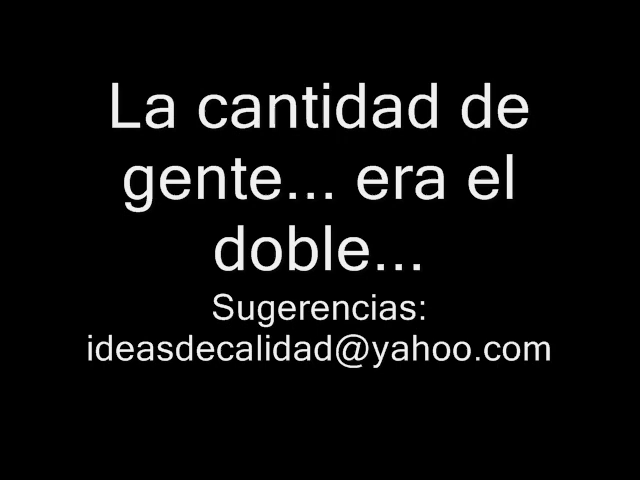 La cantidad de
gente... era el
doble...
Sugerencias:
ideasdecalidad@yahoo.com